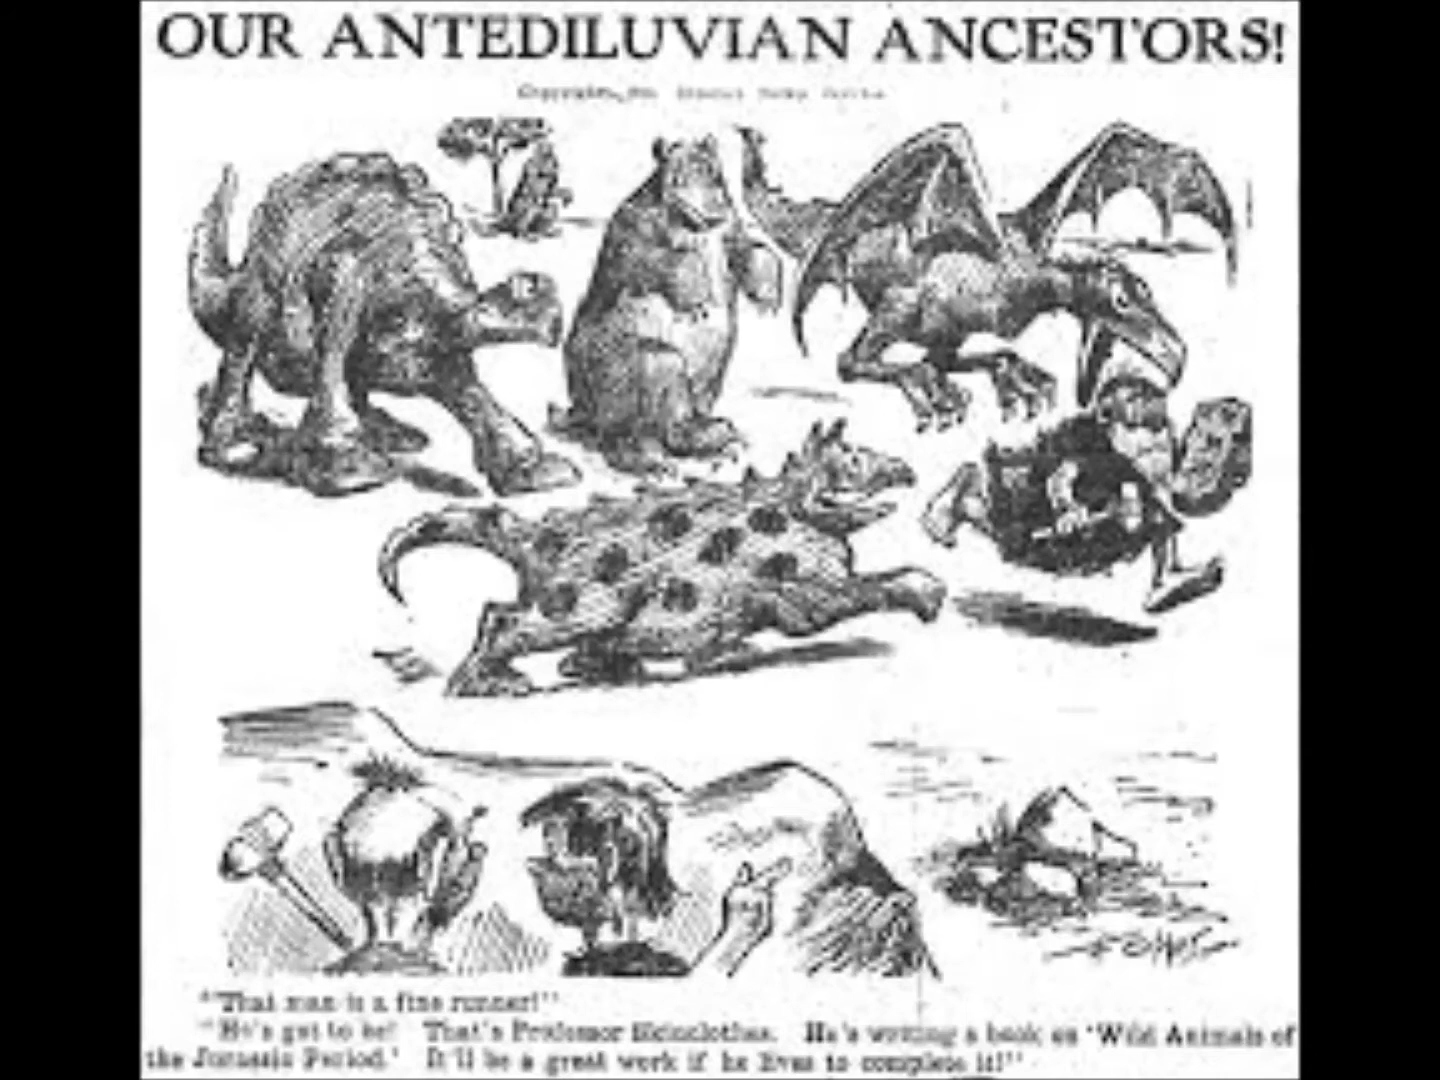 OUR ANTEDILUVIAN ANCESTORS!
"That man is a fine runner!"
"He's got to be! That's Professor Skinclothes. He's writing a book on 'Wild Animals of
the Jurassic Period.' It'll be a great work if he lives to complete it!"